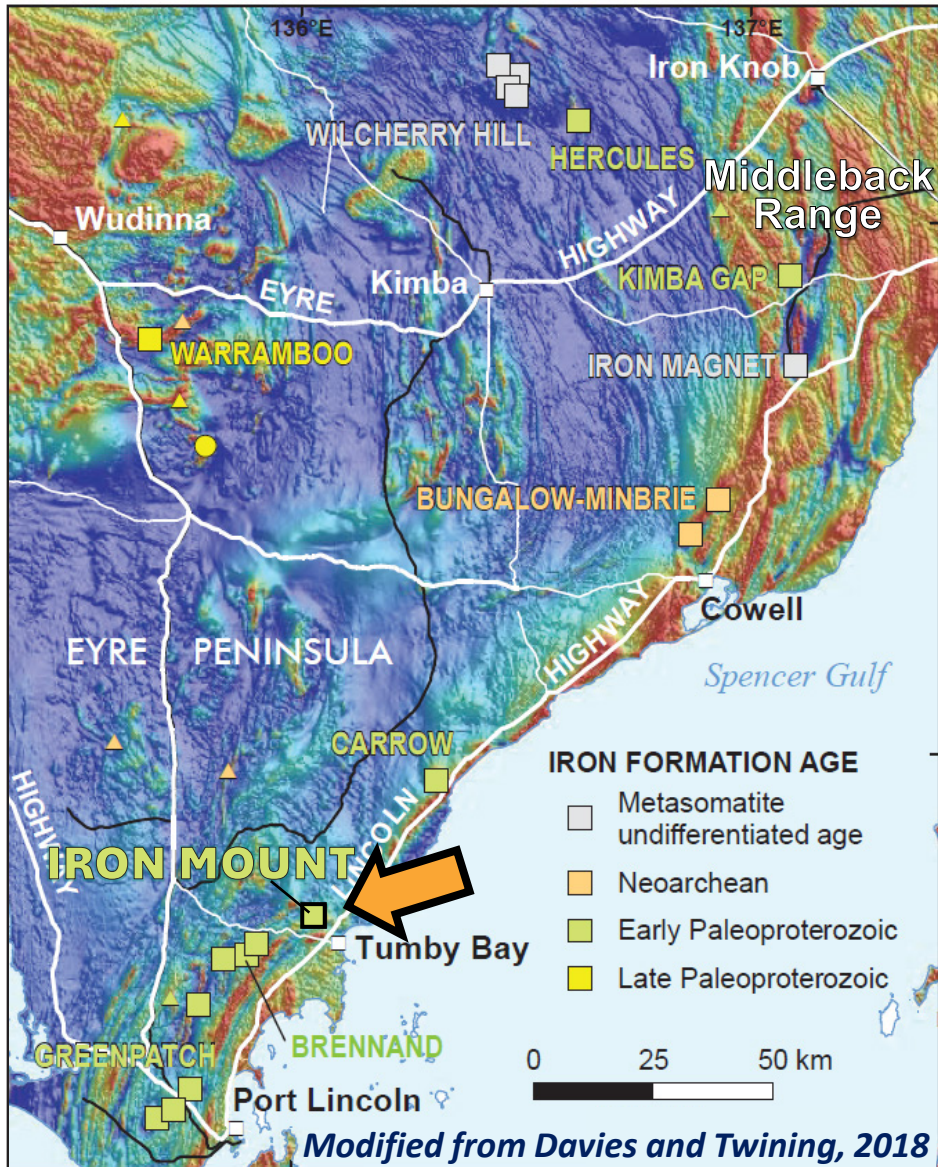 136°E
137°E
Iron Knob
WILCHERRY HILL
HERCULES
Middleback
Range
Wudinna
HIGHWAY
KIMBA GAP
Kimba
EYRE
WARRAMBOO
IRON MAGNET
BUNGALOW-MINBRIE
Cowell
HIGHWAY
EYRE PENINSULA
Spencer Gulf
CARROW
IRON FORMATION AGE
Metasomatite
undifferentiated age
Neoarchean
Early Paleoproterozoic
Late Paleoproterozoic
HIGHWAY
LINCOLN
IRON MOUNT
Tumby Bay
BRENNAND
GREENPATCH
0 25 50 km
Port Lincoln
Modified from Davies and Twining, 2018